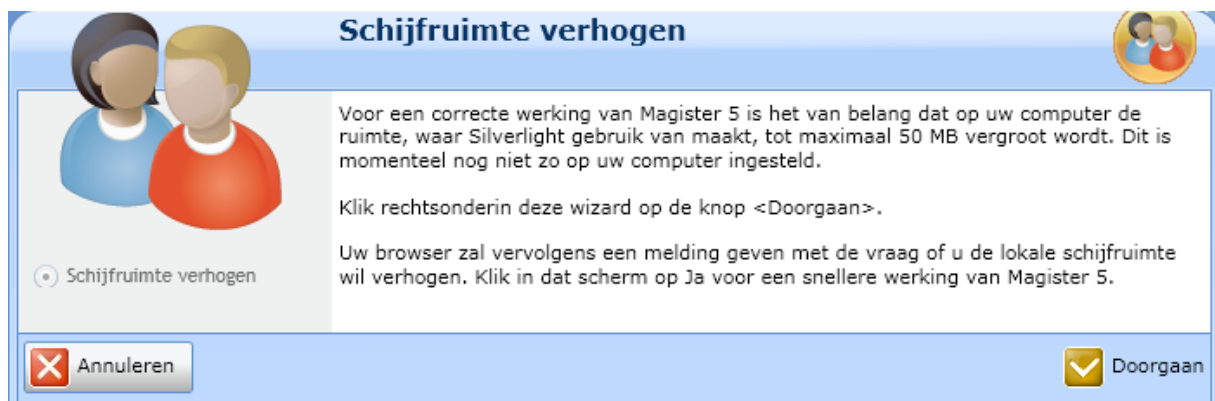 Schijfruimte verhogen
Voor een correcte werking van Magister 5 is het van belang dat op uw computer de
ruimte, waar Silverlight gebruik van maakt, tot maximaal 50 MB vergroot wordt. Dit is
momenteel nog niet zo op uw computer ingesteld.
Klik rechtsonderin deze wizard op de knop <Doorgaan>.
Uw browser zal vervolgens een melding geven met de vraag of u de lokale schijfruimte
wil verhogen. Klik in dat scherm op Ja voor een snellere werking van Magister 5.
Schijfruimte verhogen
Annuleren
Doorgaan